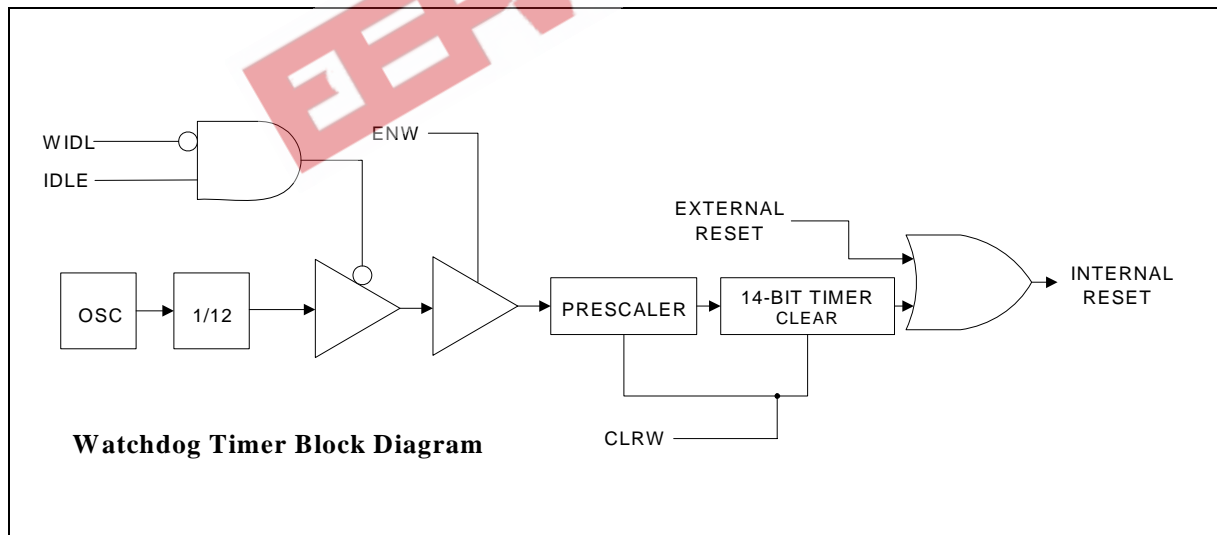 WIDL
IDLE
ENW
EXTERNAL
RESET
OSC
1/12
PRESCALER
14-BIT TIMER
CLEAR
INTERNAL
RESET
CLRW
Watchdog Timer Block Diagram